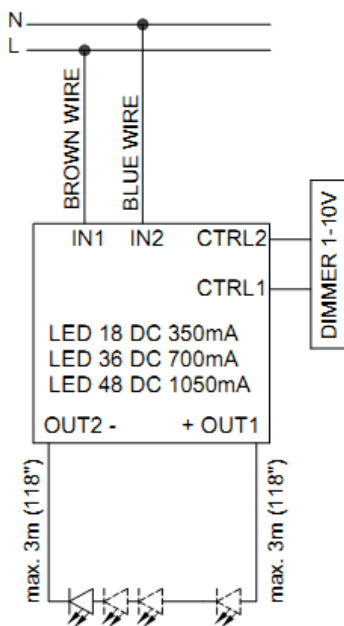 N
L
BROWN WIRE
BLUE WIRE
IN1 IN2 CTRL2
CTRL1
DIMMER 1-10V
LED 18 DC 350mA
LED 36 DC 700mA
LED 48 DC 1050mA
OUT2 - + OUT1
max. 3m (118")
max. 3m (118")